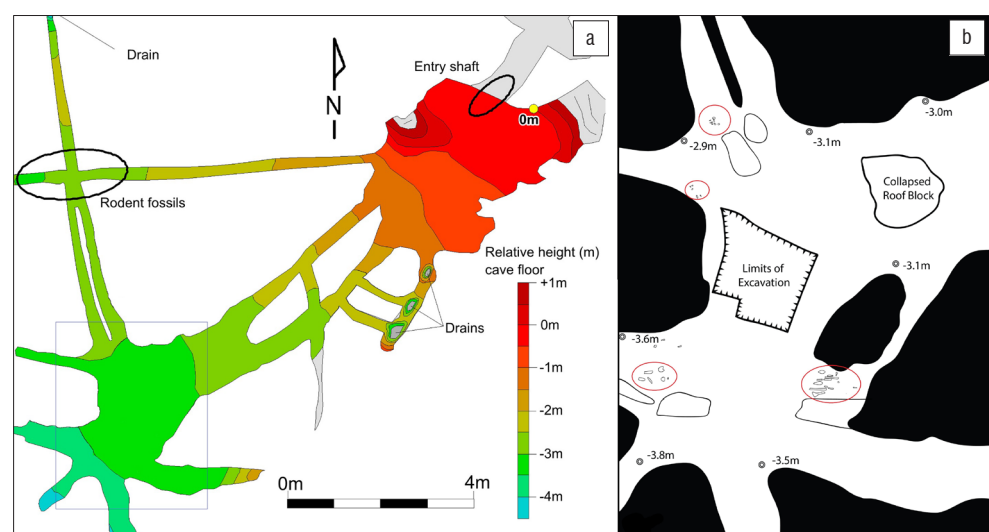 a
Drain
Entry shaft
N
0m
Rodent fossils
Relative height (m)
cave floor
+1m
0m
-1m
-2m
-3m
-4m
Drains
0m
4m
b
-3.0m
-3.1m
-2.9m
Collapsed
Roof Block
Limits of
Excavation
-3.1m
-3.6m
-3.8m
-3.5m